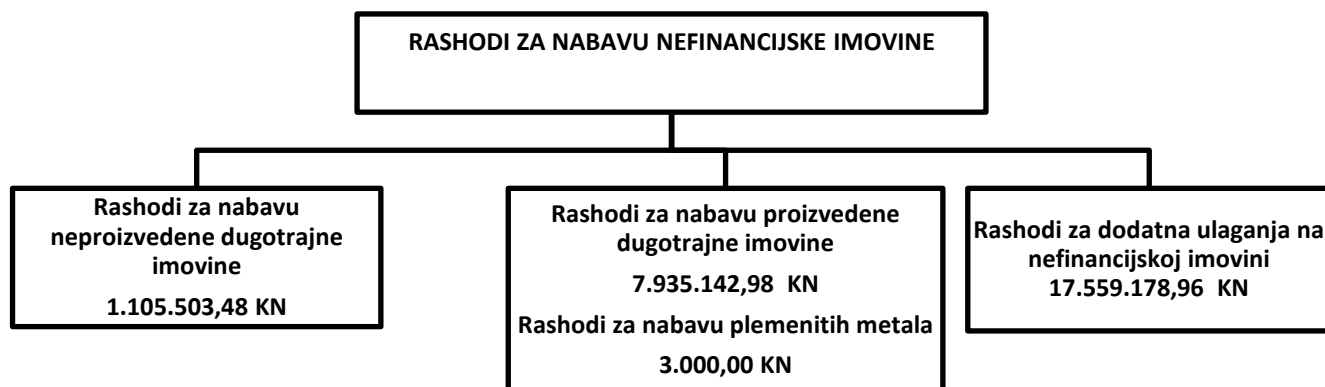 RASHODI ZA NABAVU NEFINANCIJSKE IMOVINE
Rashodi za nabavu
neproizvedene dugotrajne
imovine
1.105.503,48 KN
Rashodi za nabavu proizvedene
dugotrajne imovine
7.935.142,98 KN
Rashodi za nabavu plemenitih metala
3.000,00 KN
Rashodi za dodatna ulaganja na
nefinancijskoj imovini
17.559.178,96 KN